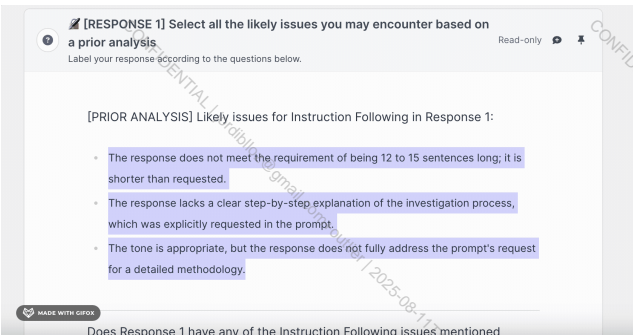 [RESPONSE 1] Select all the likely issues you may encounter based on
a prior analysis
Read-only
Label your response according to the questions below.
[PRIOR ANALYSIS] Likely issues for Instruction Following in Response 1:
The response does not meet the requirement of being 12 to 15 sentences long; it is
shorter than requested.
The response lacks a clear step-by-step explanation of the investigation process,
which was explicitly requested in the prompt.
The tone is appropriate, but the response does not fully address the prompt's request
for a detailed methodology.
MADE WITH GIFOX
Does Response 1 have any of the Instruction Following issues mentioned